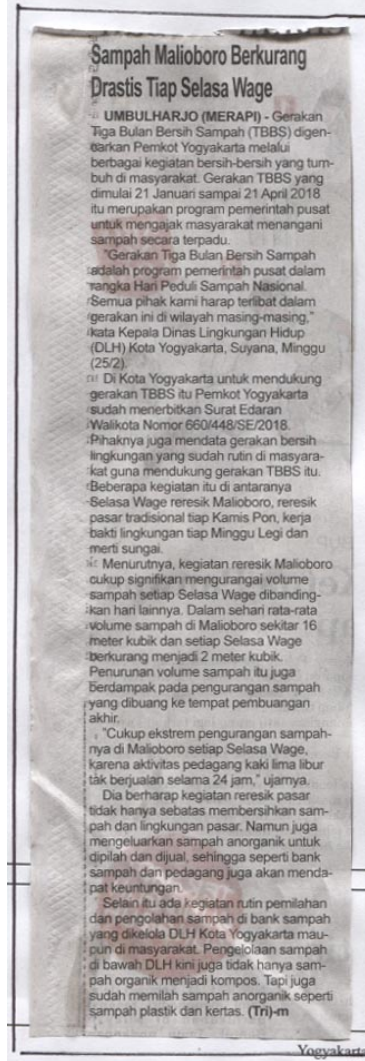 Sampah Malioboro Berkurang
Drastis Tiap Selasa Wage
UMBULHARJO (MERAPI) - Gerakan
Tiga Bulan Bersih Sampah (TBBS) digen-
carkan Pemkot Yogyakarta melalui
berbagai kegiatan bersih-bersih yang tum-
buh di masyarakat. Gerakan TBBS yang
dimulai 21 Januari sampai 21 April 2018
itu merupakan program pemerintah pusat
untuk mengajak masyarakat menangani
sampah secara terpadu.
"Gerakan Tiga Bulan Bersih Sampah
adalah program pemerintah pusat dalam
rangka Hari Peduli Sampah Nasional.
Semua pihak kami harap terlibat dalam
gerakan ini di wilayah masing-masing,"
kata Kepala Dinas Lingkungan Hidup
(DLH) Kota Yogyakarta, Suyana, Minggu
(25/2).
Di Kota Yogyakarta untuk mendukung
gerakan TBBS itu Pemkot Yogyakarta
sudah menerbitkan Surat Edaran
Walikota Nomor 660/448/SE/2018.
Pihaknya juga mendata gerakan bersih
lingkungan yang sudah rutin di masyara-
kat guna mendukung gerakan TBBS itu.
Beberapa kegiatan itu di antaranya
Selasa Wage reresik Malioboro, reresik
pasar tradisional tiap Kamis Pon, kerja
bakti lingkungan tiap Minggu Legi dan
merti sungai.
Menurutnya, kegiatan reresik Malioboro
cukup signifikan mengurangai volume
sampah setiap Selasa Wage dibanding-
kan hari lainnya. Dalam sehari rata-rata
volume sampah di Malioboro sekitar 16
meter kubik dan setiap Selasa Wage
berkurang menjadi 2 meter kubik.
Penurunan volume sampah itu juga
berdampak pada pengurangan sampah
yang dibuang ke tempat pembuangan
akhir.
"Cukup ekstrem pengurangan sampah-
nya di Malioboro setiap Selasa Wage,
karena aktivitas pedagang kaki lima libur
tak berjualan selama 24 jam," ujarnya.
Dia berharap kegiatan reresik pasar
tidak hanya sebatas membersihkan sam-
pah dan lingkungan pasar. Namun juga
mengeluarkan sampah anorganik untuk
dipilah dan dijual, sehingga seperti bank
sampah dan pedagang juga akan menda-
pat keuntungan.
Selain itu ada kegiatan rutin pemilahan
dan pengolahan sampah di bank sampah
yang dikelola DLH Kota Yogyakarta mau-
pun di masyarakat. Pengelolaan sampah
di bawah DLH kini juga tidak hanya sam-
pah organik menjadi kompos. Tapi juga
sudah memilah sampah anorganik seperti
sampah plastik dan kertas. (Tri)-m
Yogyakarta